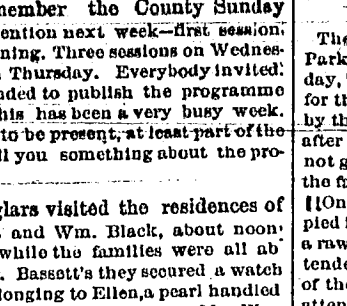 member the County Sunday
ention next week—first session,
ning. Three sessions on Wednes-
Thursday. Everybody invited.
nded to publish the programme
his has been a very busy week.
to be present, at least part of the
ll you something about the pro-
glars visited the residences of
and Wm. Black, about noon,
while the families were all ab
. Bassett's they secured a watch
longing to Ellen, a pearl handled
The
Park
day,
for th
by th
after
not g
the fi
[[On
pied
a raw
tende
of the